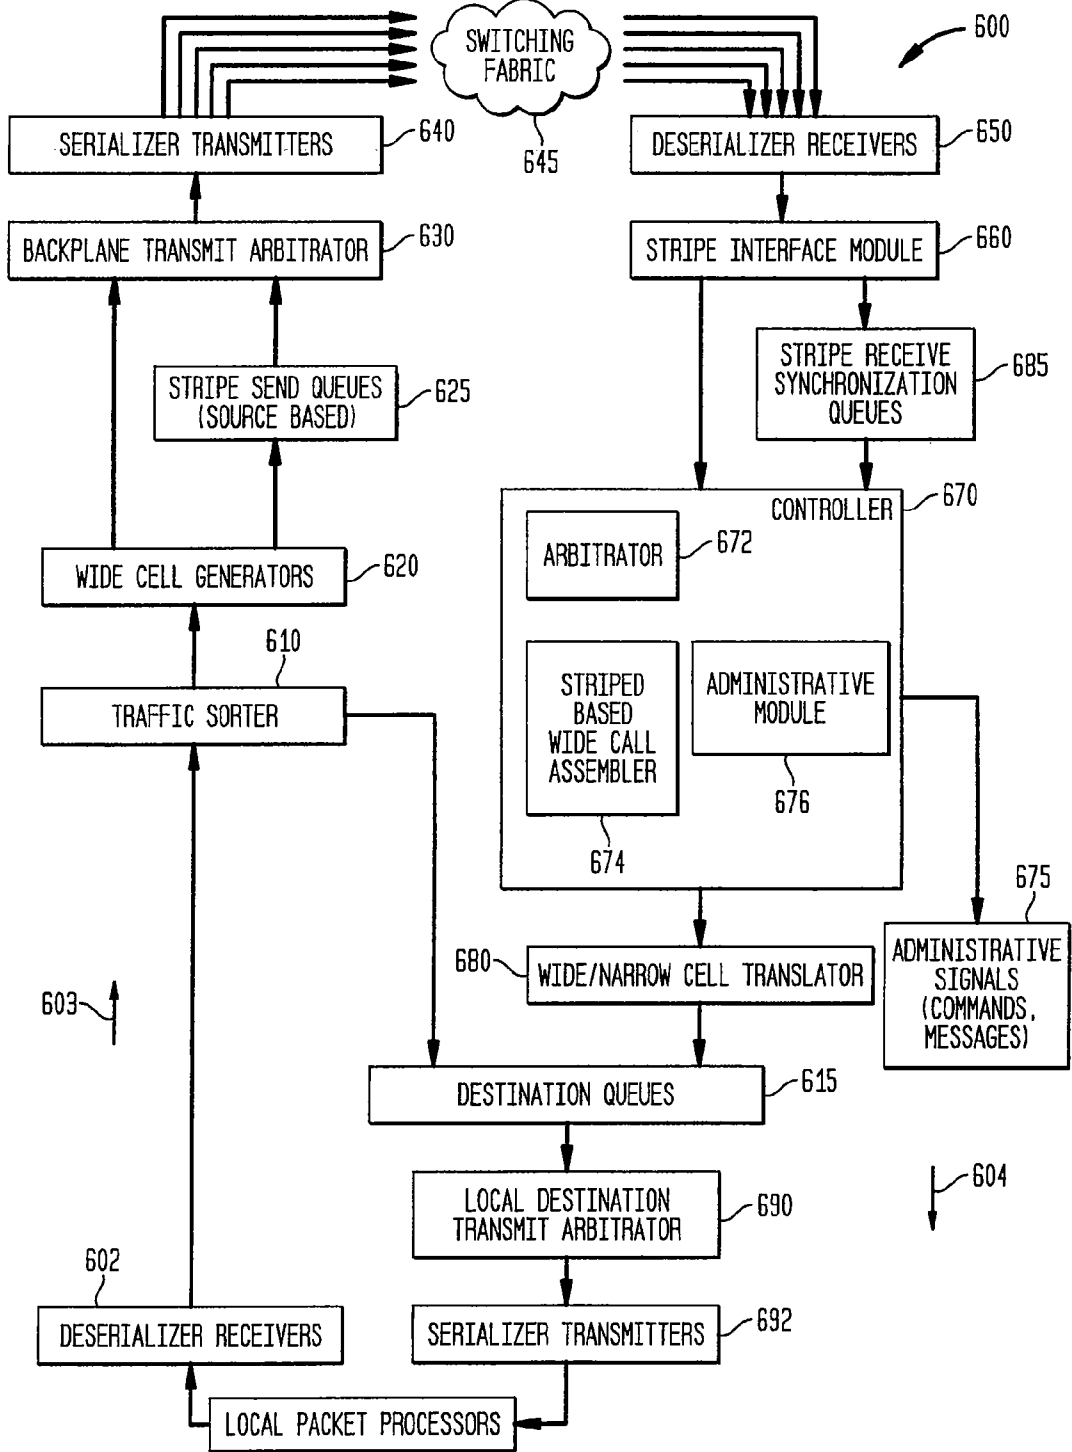 SWITCHING
FABRIC
600
645
SERIALIZER TRANSMITTERS
640
DESERIALIZER RECEIVERS
650
BACKPLANE TRANSMIT ARBITRATOR
630
STRIPE INTERFACE MODULE
660
STRIPE SEND QUEUES
(SOURCE BASED)
625
STRIPE RECEIVE
SYNCHRONIZATION
QUEUES
685
WIDE CELL GENERATORS
620
CONTROLLER
670
ARBITRATOR
672
610
TRAFFIC SORTER
STRIPED
BASED
WIDE CALL
ASSEMBLER
674
ADMINISTRATIVE
MODULE
676
675
ADMINISTRATIVE
SIGNALS
(COMMANDS,
MESSAGES)
680
WIDE/NARROW CELL TRANSLATOR
603
DESTINATION QUEUES
615
604
LOCAL DESTINATION
TRANSMIT ARBITRATOR
690
602
DESERIALIZER RECEIVERS
SERIALIZER TRANSMITTERS
692
LOCAL PACKET PROCESSORS